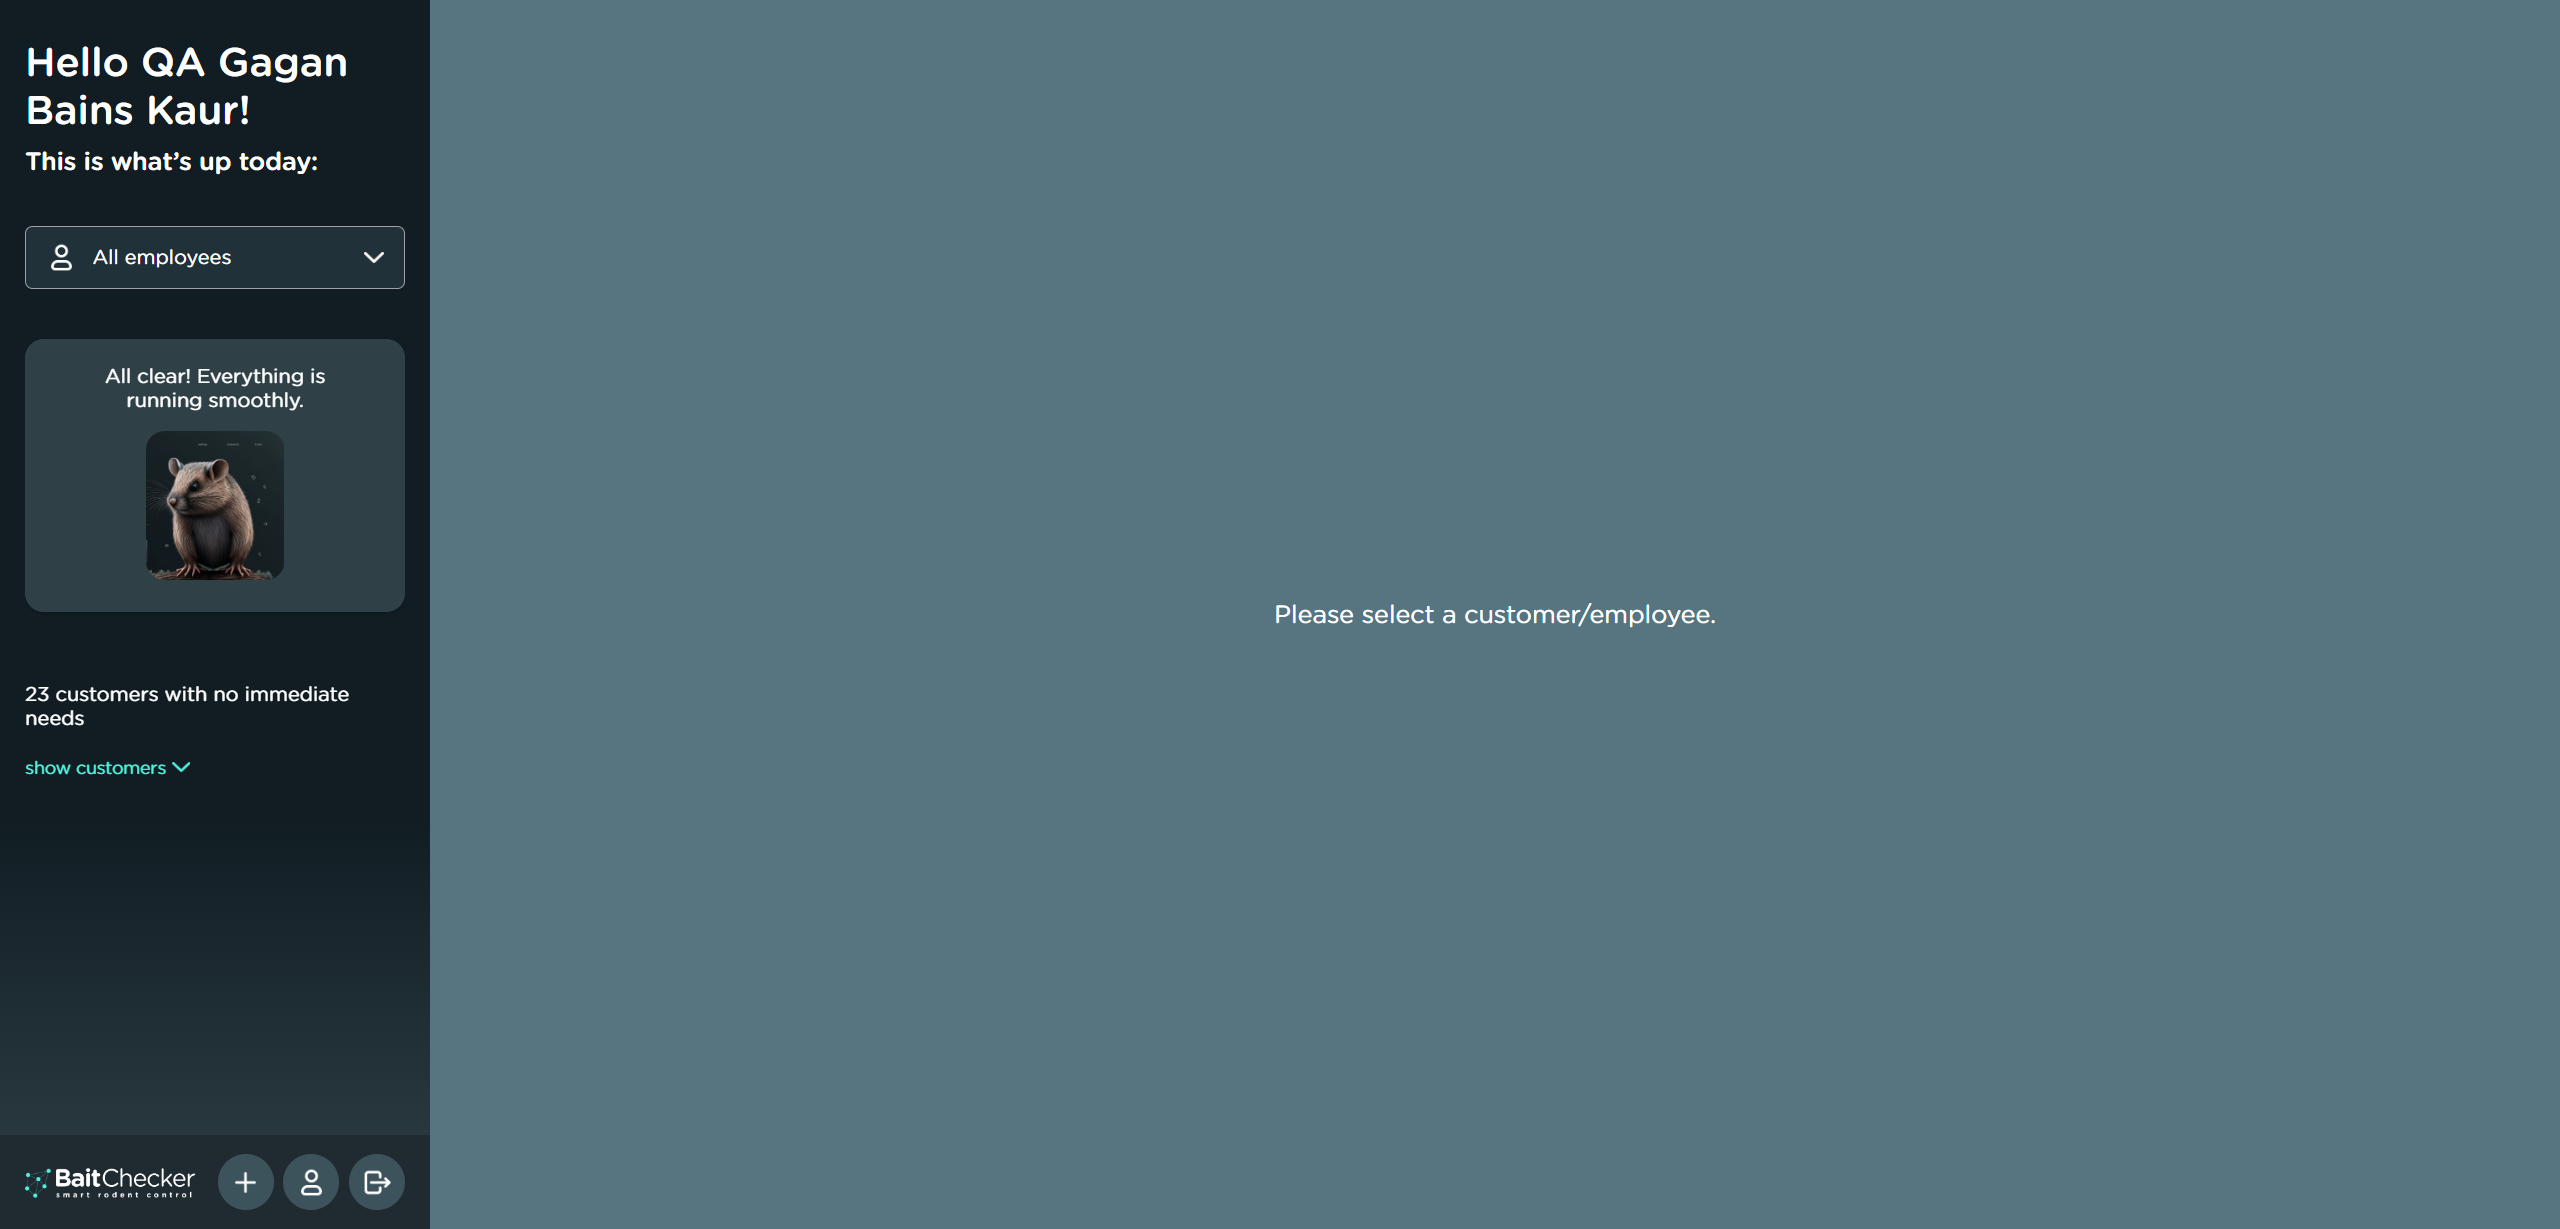 Hello QA Gagan
Bains Kaur!
This is what’s up today:
All employees
All clear! Everything is
running smoothly.
23 customers with no immediate
needs
show customers
BaitChecker
smart rodent control
Please select a customer/employee.